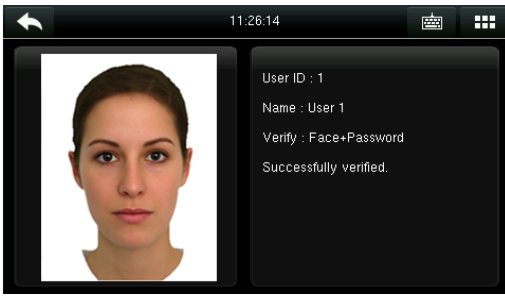 11:26:14
User ID : 1
Name : User 1
Verify : Face+Password
Successfully verified.